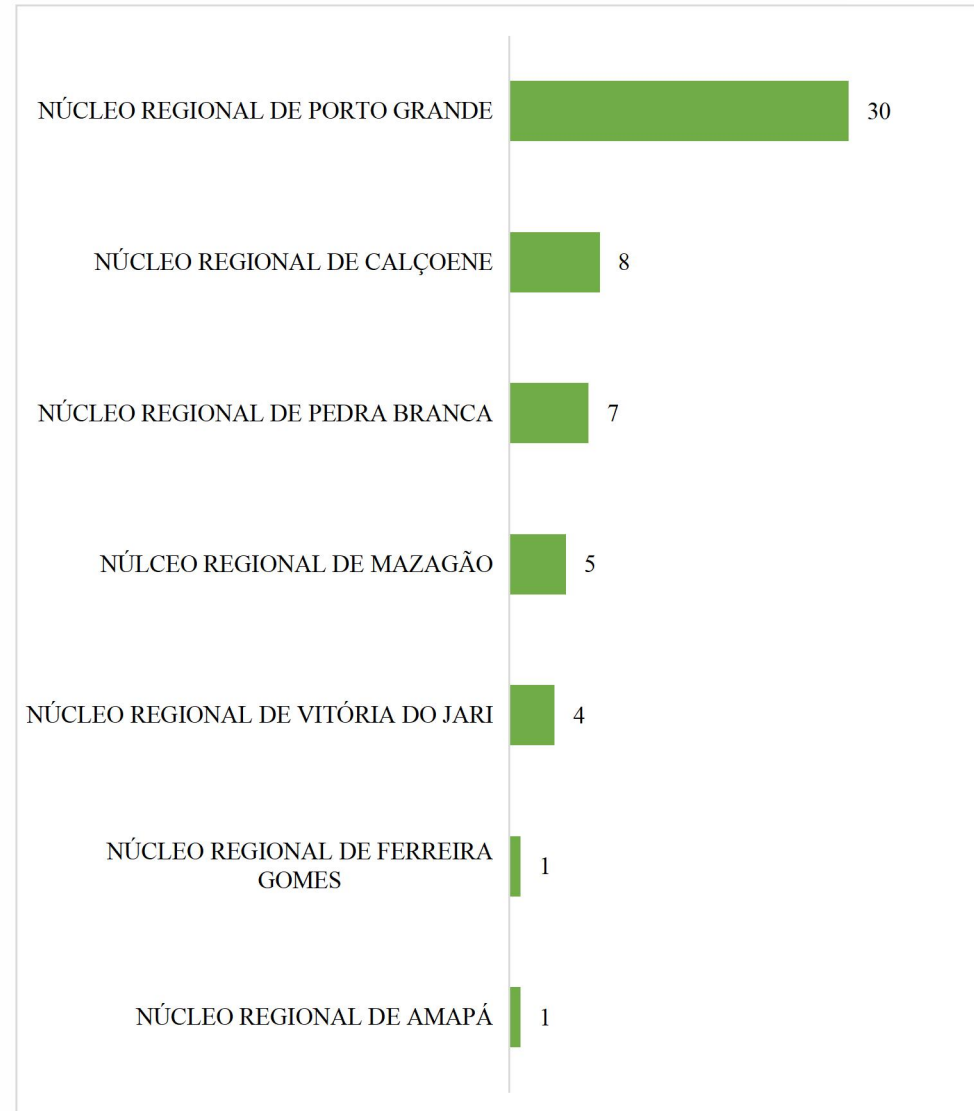 NÚCLEO REGIONAL DE PORTO GRANDE 30
NÚCLEO REGIONAL DE CALÇOENE 8
NÚCLEO REGIONAL DE PEDRA BRANCA 7
NÚLCEO REGIONAL DE MAZAGÃO 5
NÚCLEO REGIONAL DE VITÓRIA DO JARI 4
NÚCLEO REGIONAL DE FERREIRA
GOMES 1
NÚCLEO REGIONAL DE AMAPÁ 1